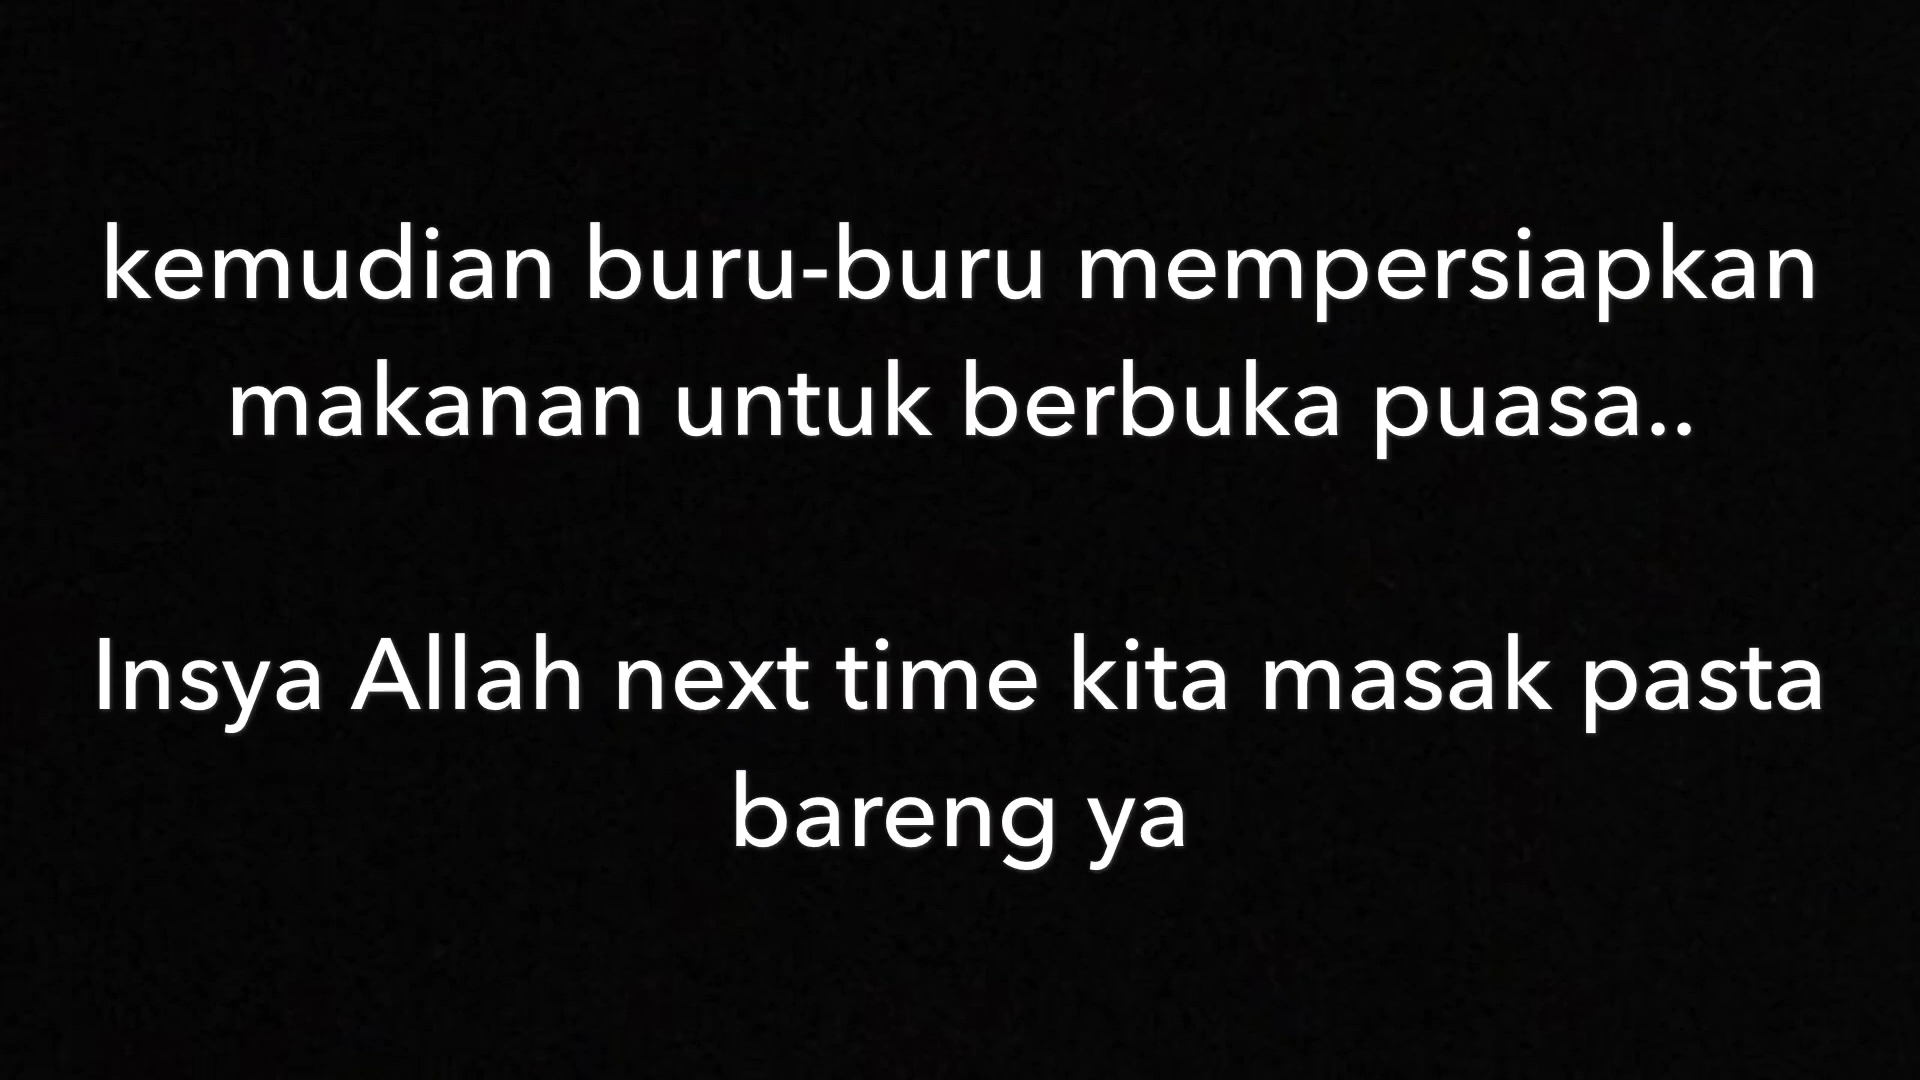 kemudian buru-buru mempersiapkan
makanan untuk berbuka puasa..
Insya Allah next time kita masak pasta
bareng ya